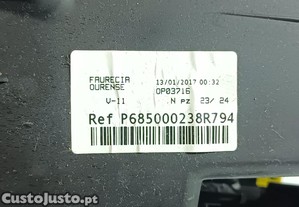 FAURECIA
OURENSE
13/01/2017 00:32
OP03716
V-11
N pz 23/ 24
Ref P685000238R794
CustoJusto.pt